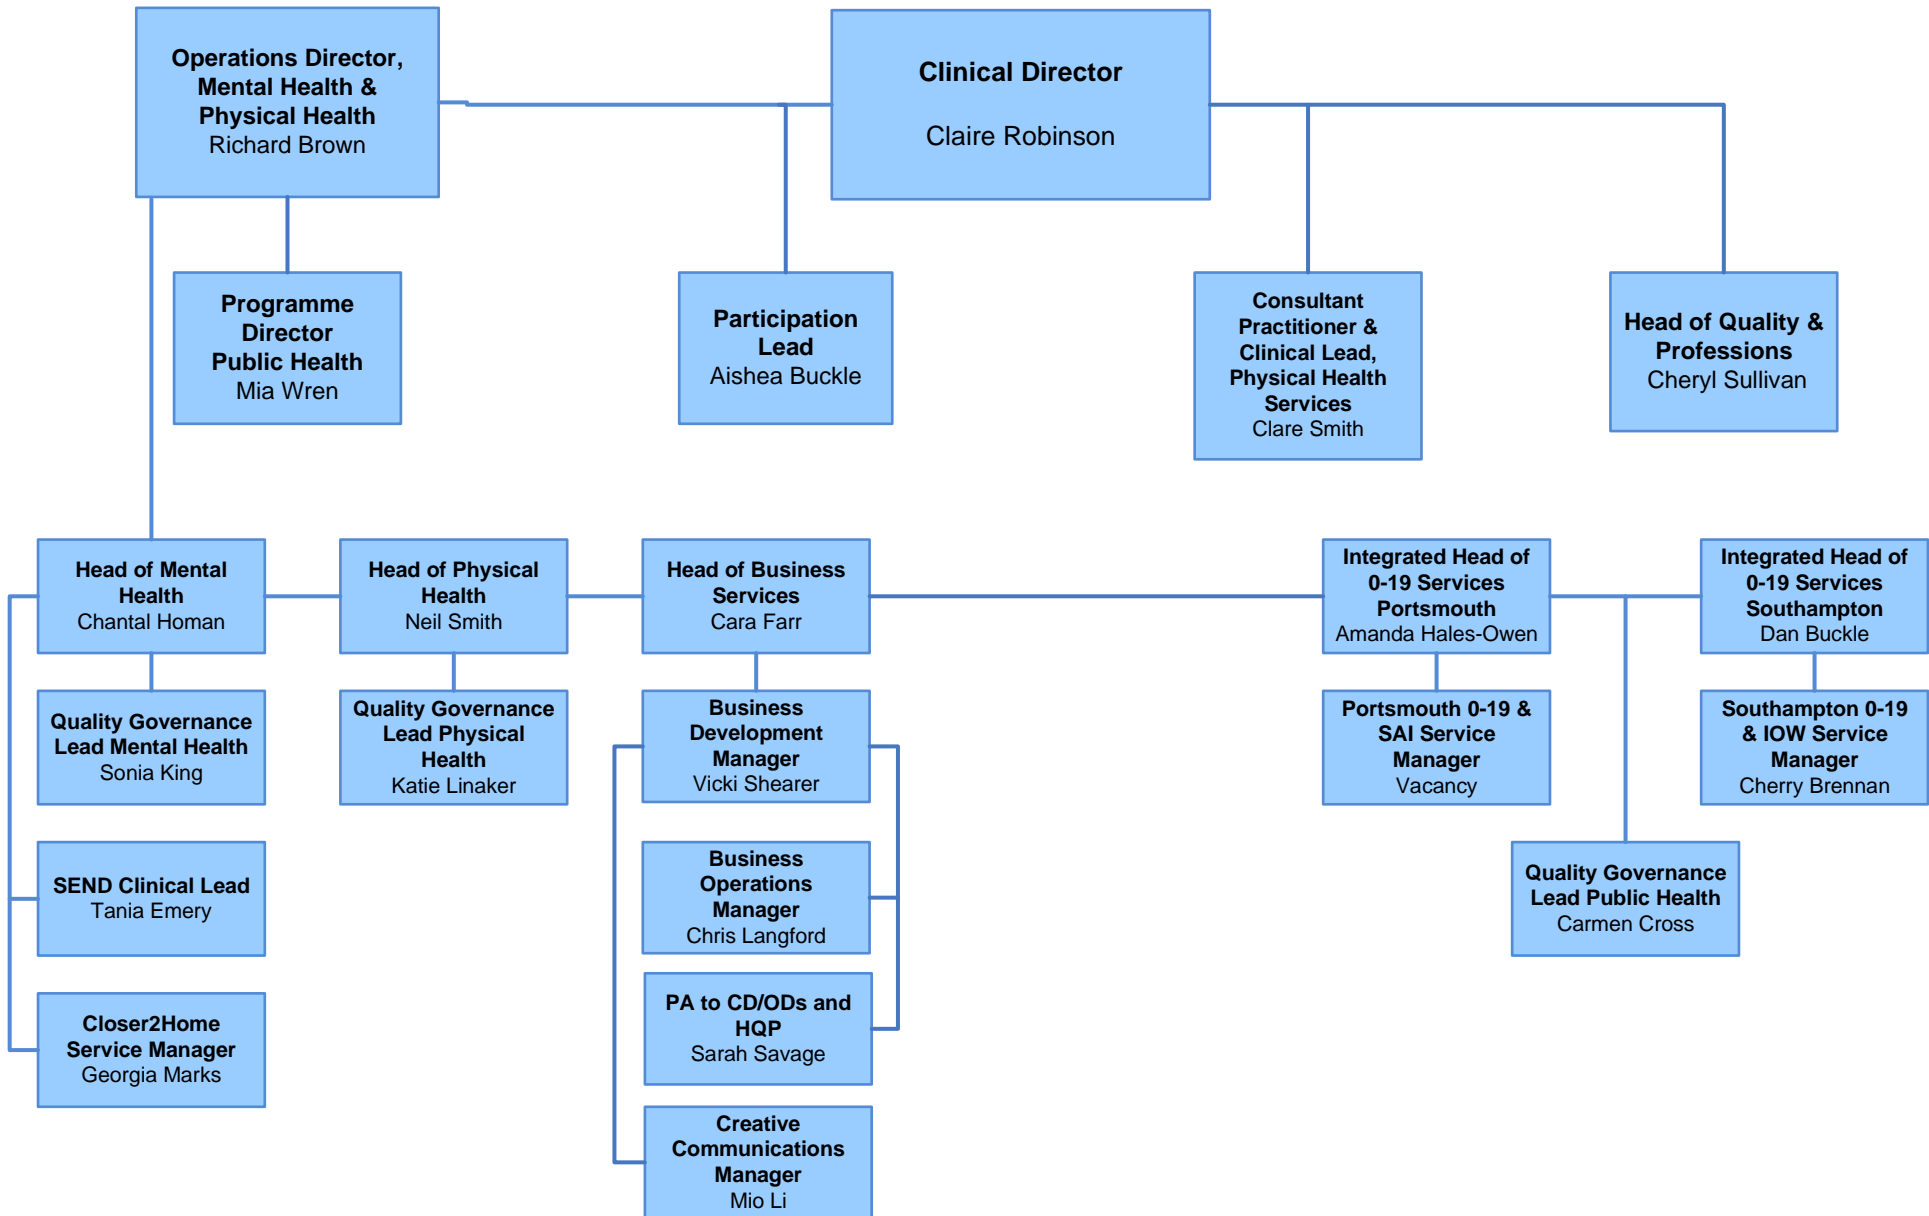 Operations Director,
Mental Health &
Physical Health
Richard Brown
Clinical Director
Claire Robinson
Programme
Director
Public Health
Mia Wren
Participation
Lead
Aishea Buckle
Consultant
Practitioner &
Clinical Lead,
Physical Health
Services
Clare Smith
Head of Quality &
Professions
Cheryl Sullivan
Head of Mental
Health
Chantal Homan
Head of Physical
Health
Neil Smith
Head of Business
Services
Cara Farr
Integrated Head of
0-19 Services
Portsmouth
Amanda Hales-Owen
Integrated Head of
0-19 Services
Southampton
Dan Buckle
Quality Governance
Lead Mental Health
Sonia King
Quality Governance
Lead Physical
Health
Katie Linaker
Business
Development
Manager
Vicki Shearer
Portsmouth 0-19 &
SAI Service
Manager
Vacancy
Southampton 0-19
& IOW Service
Manager
Cherry Brennan
SEND Clinical Lead
Tania Emery
Business
Operations
Manager
Chris Langford
Quality Governance
Lead Public Health
Carmen Cross
Closer2Home
Service Manager
Georgia Marks
PA to CD/ODs and
HQP
Sarah Savage
Creative
Communications
Manager
Mio Li